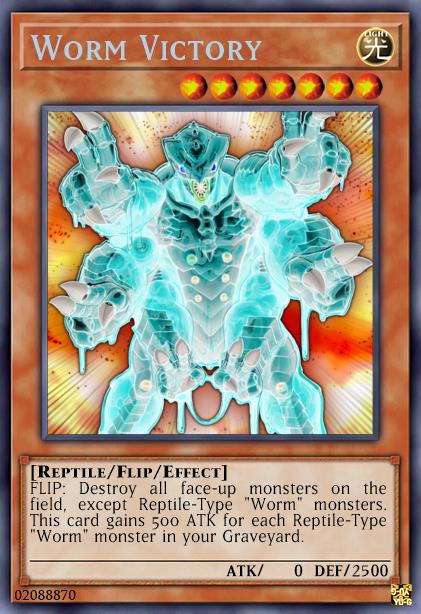 WORM VICTORY
LIGHT
光
[REPTILE/FLIP/EFFECT]
FLIP: Destroy all face-up monsters on the
field, except Reptile-Type "Worm" monsters.
This card gains 500 ATK for each Reptile-Type
"Worm" monster in your Graveyard.
ATK/ 0 DEF/2500
02088870